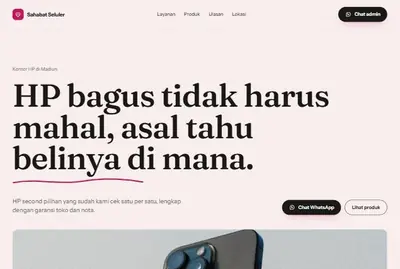 Sahabat Seluler
Layanan Produk Ulasan Lokasi
Chat admin
Konter HP di Madiun
HP bagus tidak harus
mahal, asal tahu
belinya di mana.
HP second pilihan yang sudah kami cek satu per satu, lengkap
dengan garansi toko dan nota.
Chat WhatsApp
Lihat produk